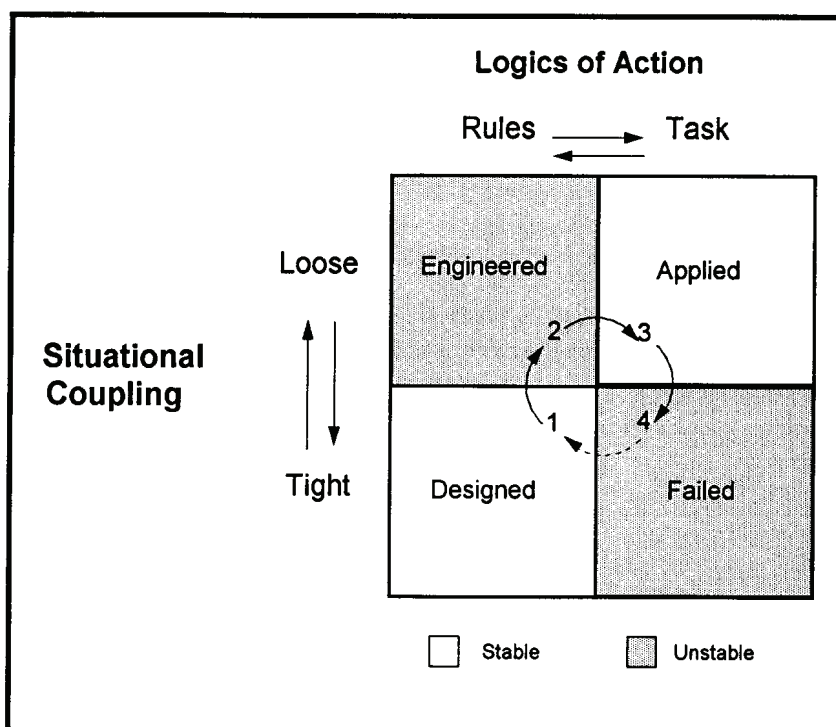 Logics of Action
Rules Task
Loose
Engineered
Applied
2
3
Situational
Coupling
1
4
Tight
Designed
Failed
Stable
Unstable